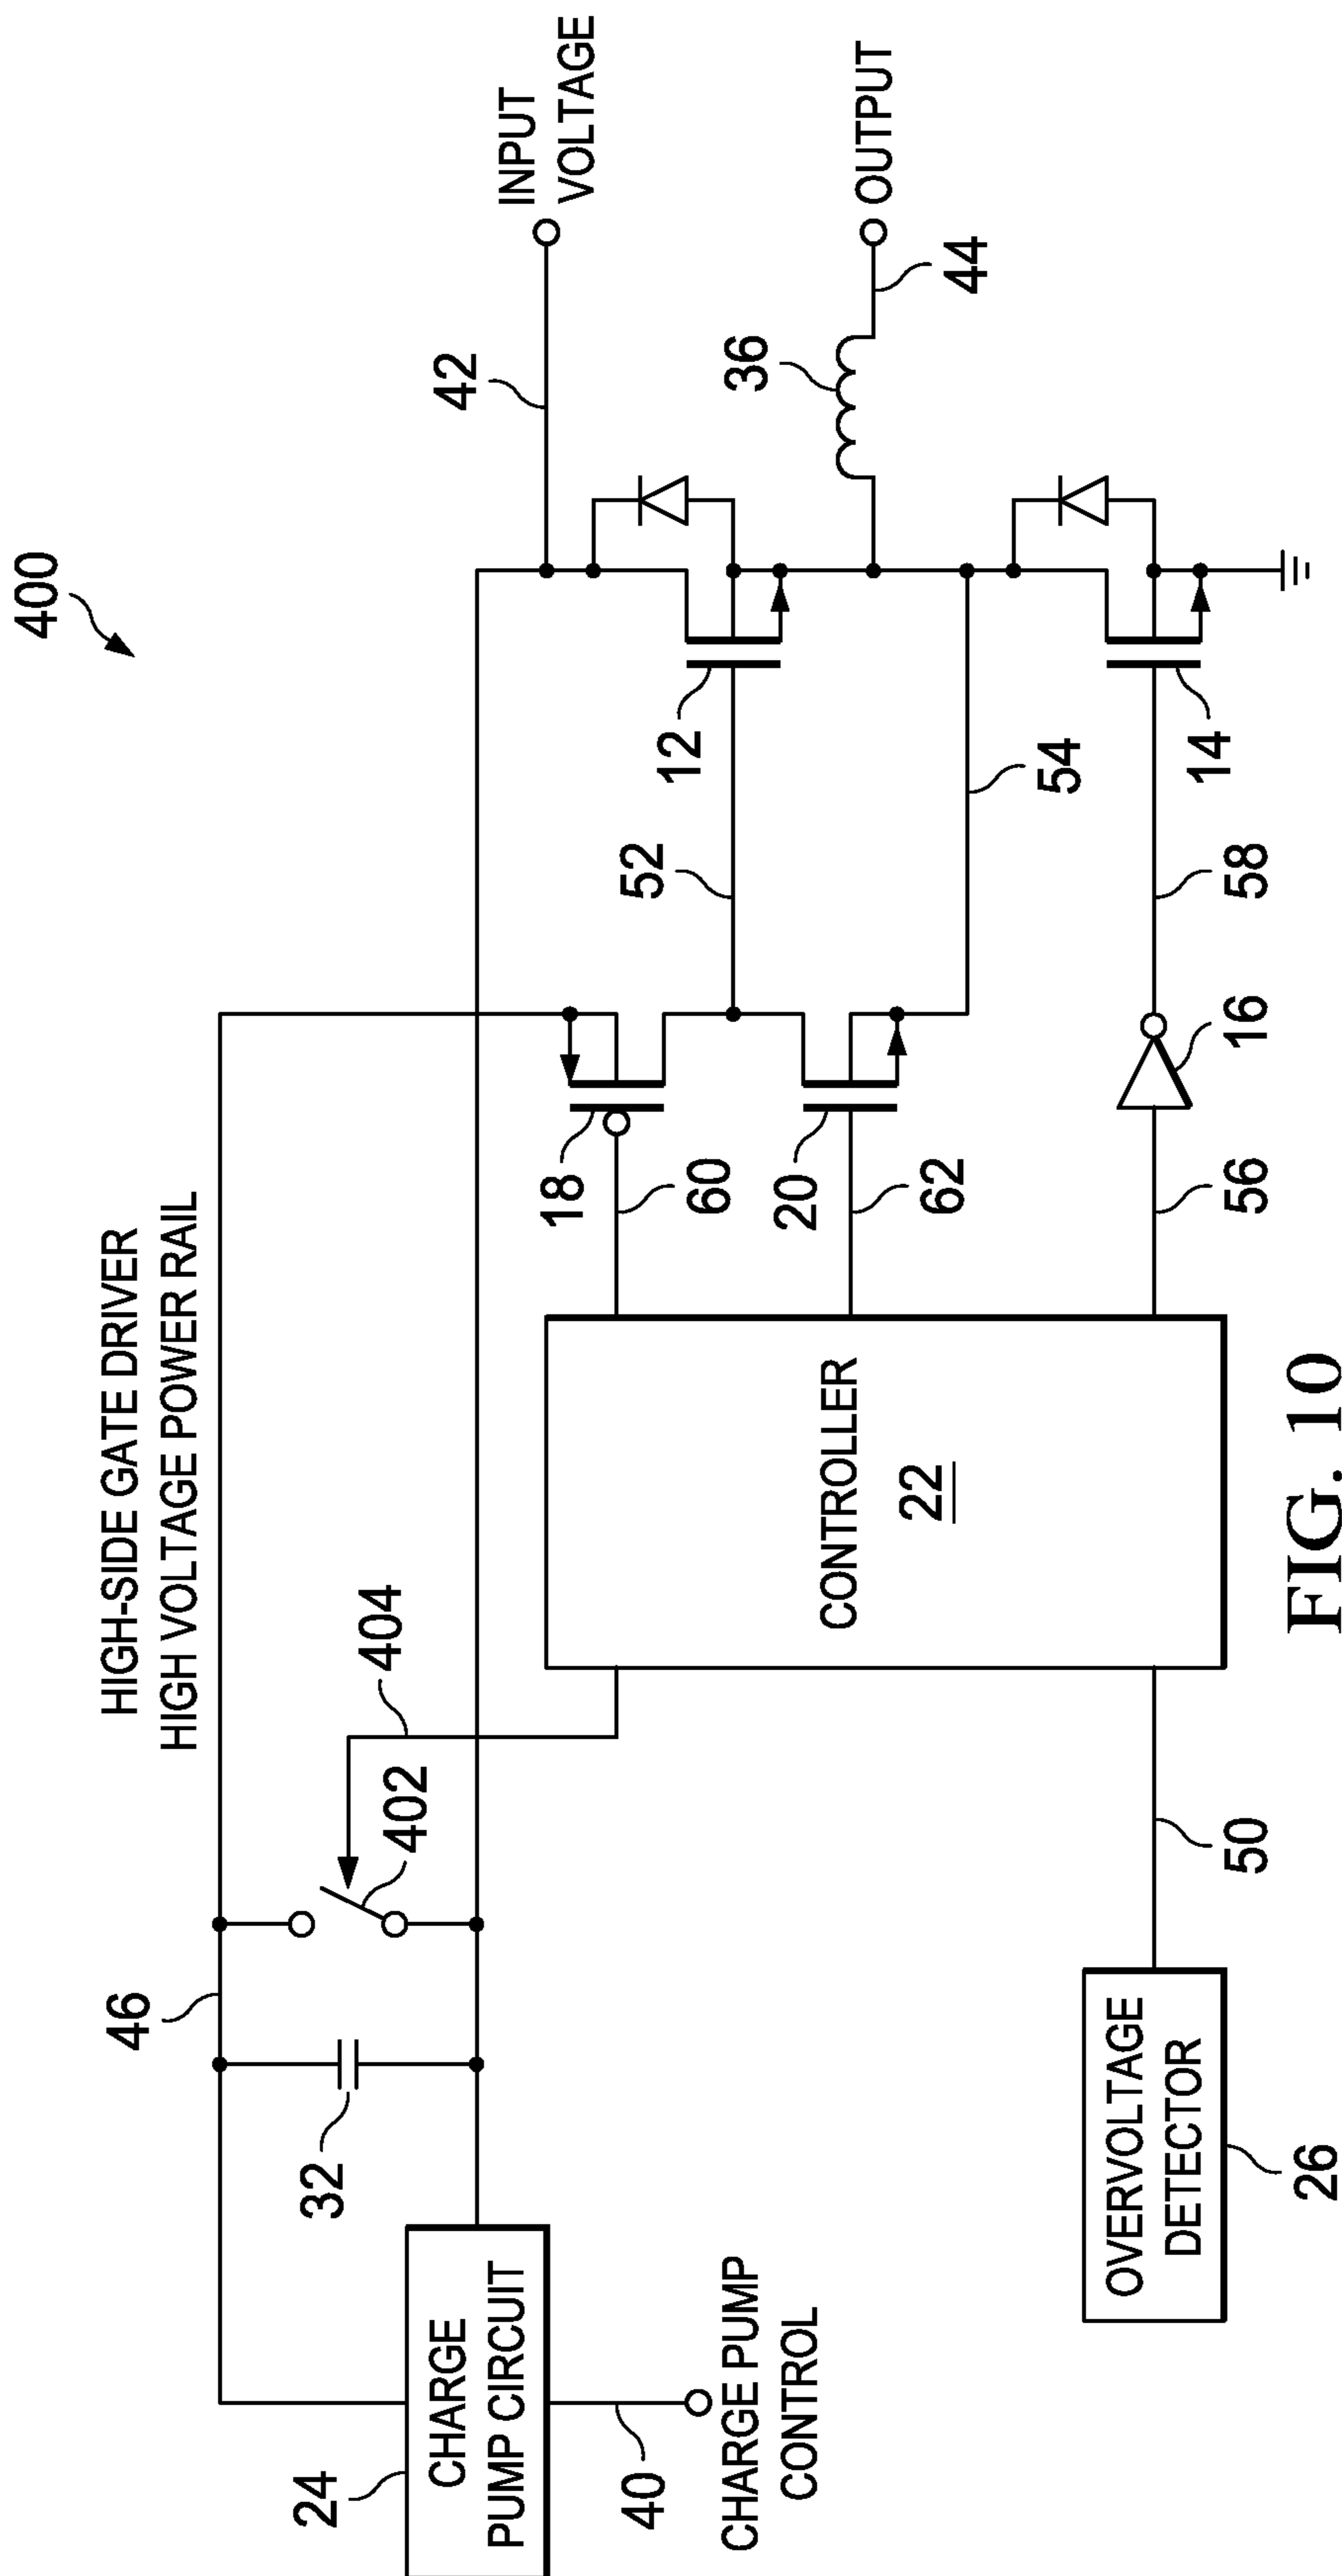 400
HIGH-SIDE GATE DRIVER
HIGH VOLTAGE POWER RAIL
46
404
402
32
24
CHARGE
PUMP CIRCUIT
40
CHARGE PUMP
CONTROL
42
INPUT
VOLTAGE
52
12
18
60
20
62
36
OUTPUT
44
54
CONTROLLER
22
56
16
58
14
50
OVERVOLTAGE
DETECTOR
26
FIG. 10